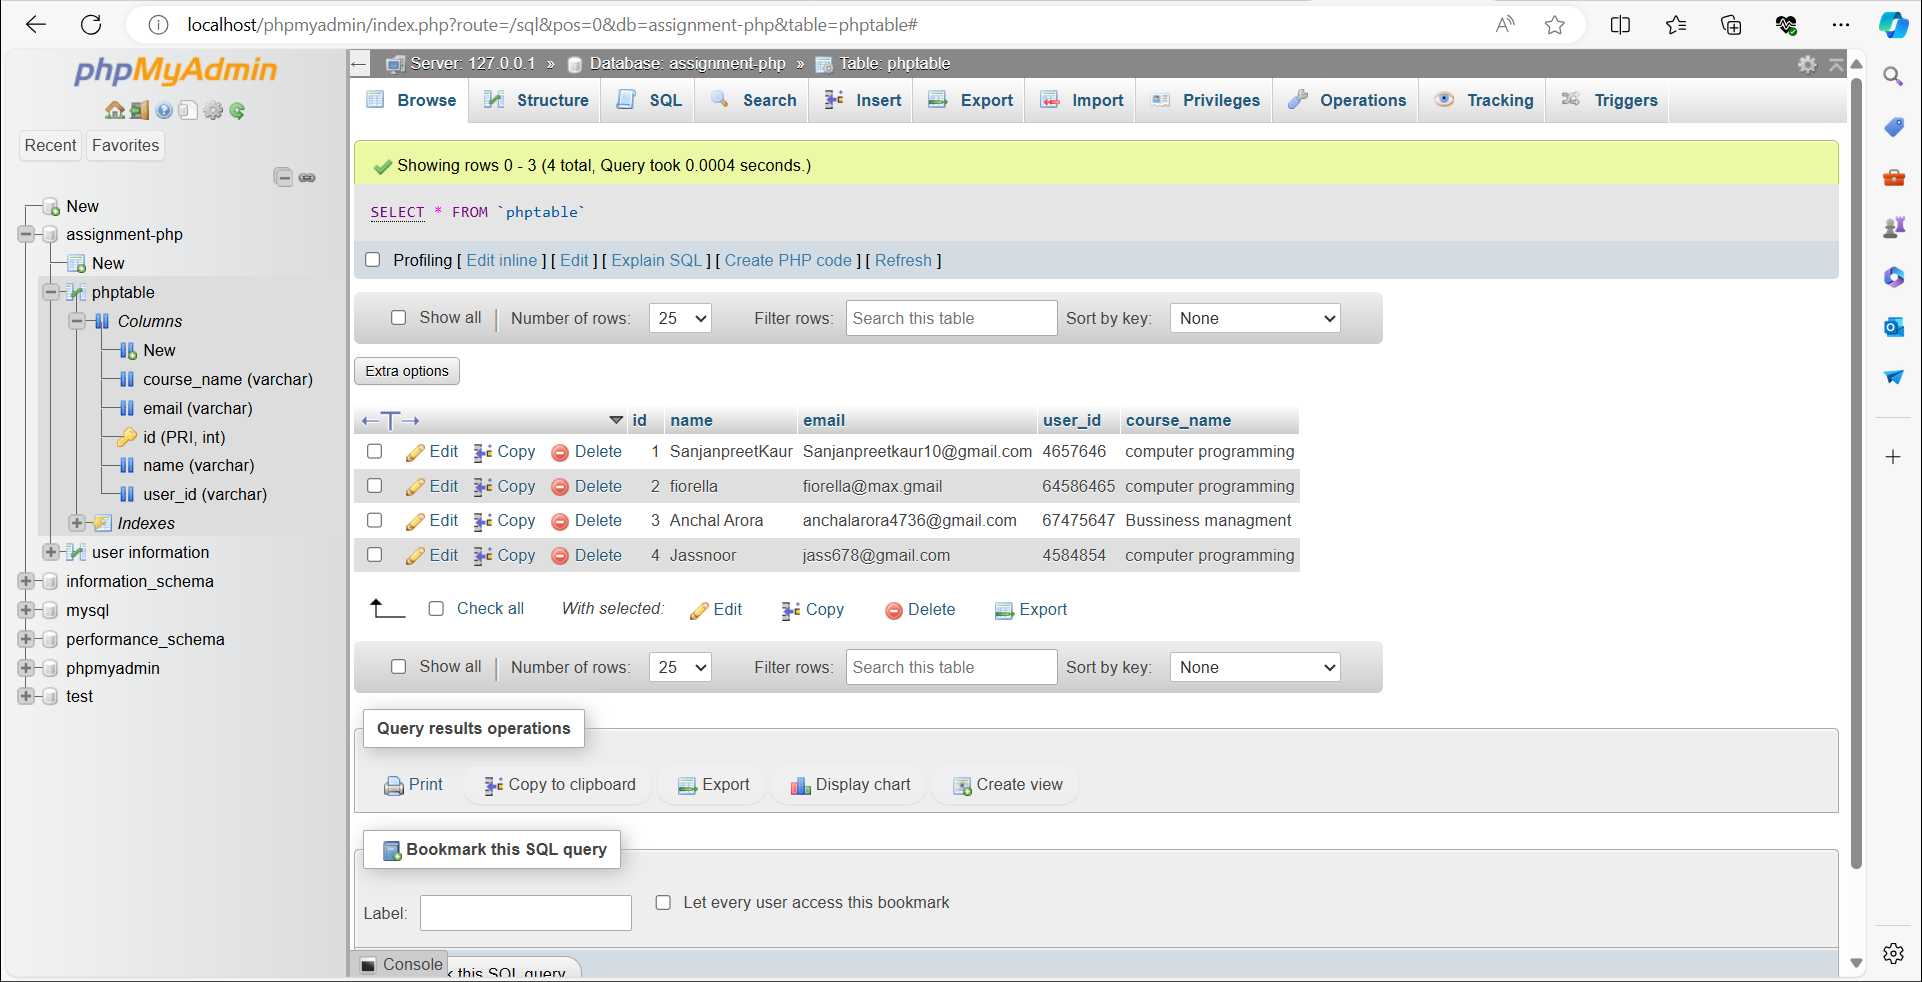 localhost/phpmyadmin/index.php?route=/sql&pos=0&db=assignment-php&table=phptable#
phpMyAdmin
Recent Favorites
New
assignment-php
New
phptable
Columns
New
course_name (varchar)
email (varchar)
id (PRI, int)
name (varchar)
user_id (varchar)
Indexes
user information
information_schema
mysql
performance_schema
phpmyadmin
test
Server: 127.0.0.1 » Database: assignment-php » Table: phptable
Browse Structure SQL Search Insert Export Import Privileges Operations Tracking Triggers
Showing rows 0 - 3 (4 total, Query took 0.0004 seconds.)
SELECT * FROM `phptable`
Profiling [ Edit inline ] [ Edit ] [ Explain SQL ] [ Create PHP code ] [ Refresh ]
Show all Number of rows: 25 Filter rows: Search this table Sort by key: None
Extra options
id name email user_id course_name
Edit Copy Delete 1 SanjanpreetKaur Sanjanpreetkaur10@gmail.com 4657646 computer programming
Edit Copy Delete 2 fiorella fiorella@max.gmail 64586465 computer programming
Edit Copy Delete 3 Anchal Arora anchalarora4736@gmail.com 67475647 Bussiness managment
Edit Copy Delete 4 Jassnoor jass678@gmail.com 4584854 computer programming
Check all With selected: Edit Copy Delete Export
Show all Number of rows: 25 Filter rows: Search this table Sort by key: None
Query results operations
Print Copy to clipboard Export Display chart Create view
Bookmark this SQL query
Label: Let every user access this bookmark
Console k this SQL query